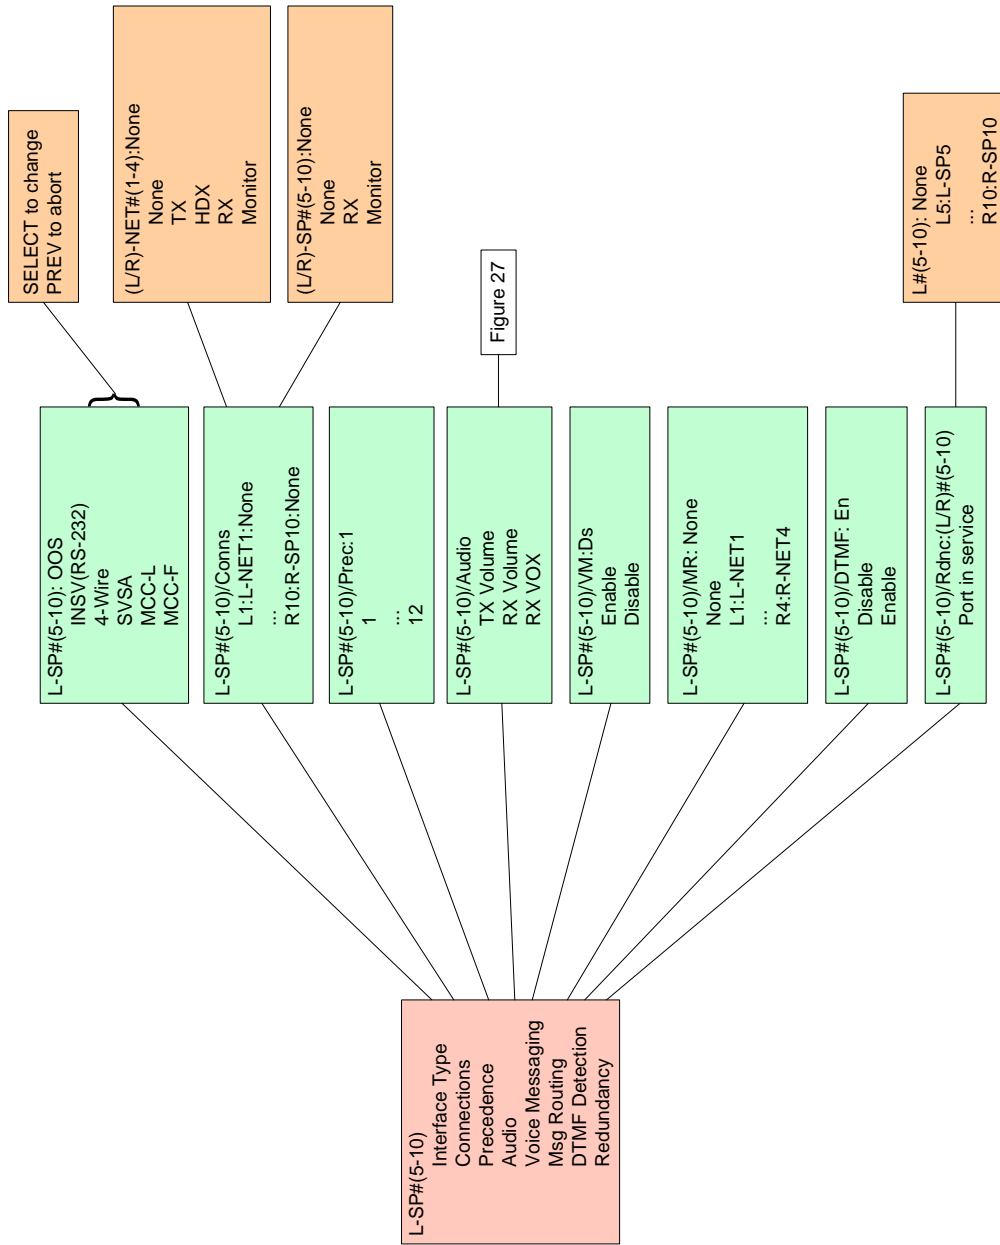 L-SP#(5-10)
Interface Type
Connections
Precedence
Audio
Voice Messaging
Msg Routing
DTMF Detection
Redundancy
L-SP#(5-10): OOS
INSV(RS-232)
4-Wire
SVSA
MCC-L
MCC-F
L-SP#(5-10)/Conns
L1:L-NET1:None
...
R10:R-SP10:None
L-SP#(5-10)/Prec:1
1
...
12
L-SP#(5-10)/Audio
TX Volume
RX Volume
RX VOX
L-SP#(5-10)/VM:Ds
Enable
Disable
L-SP#(5-10)/MR: None
None
L1:L-NET1
...
R4:R-NET4
L-SP#(5-10)/DTMF: En
Disable
Enable
L-SP#(5-10)/Rdnc:(L/R)#(5-10)
Port in service
SELECT to change
PREV to abort
(L/R)-NET#(1-4):None
None
TX
HDX
RX
Monitor
(L/R)-SP#(5-10):None
None
RX
Monitor
Figure 27
L#(5-10): None
L5:L-SP5
...
R10:R-SP10